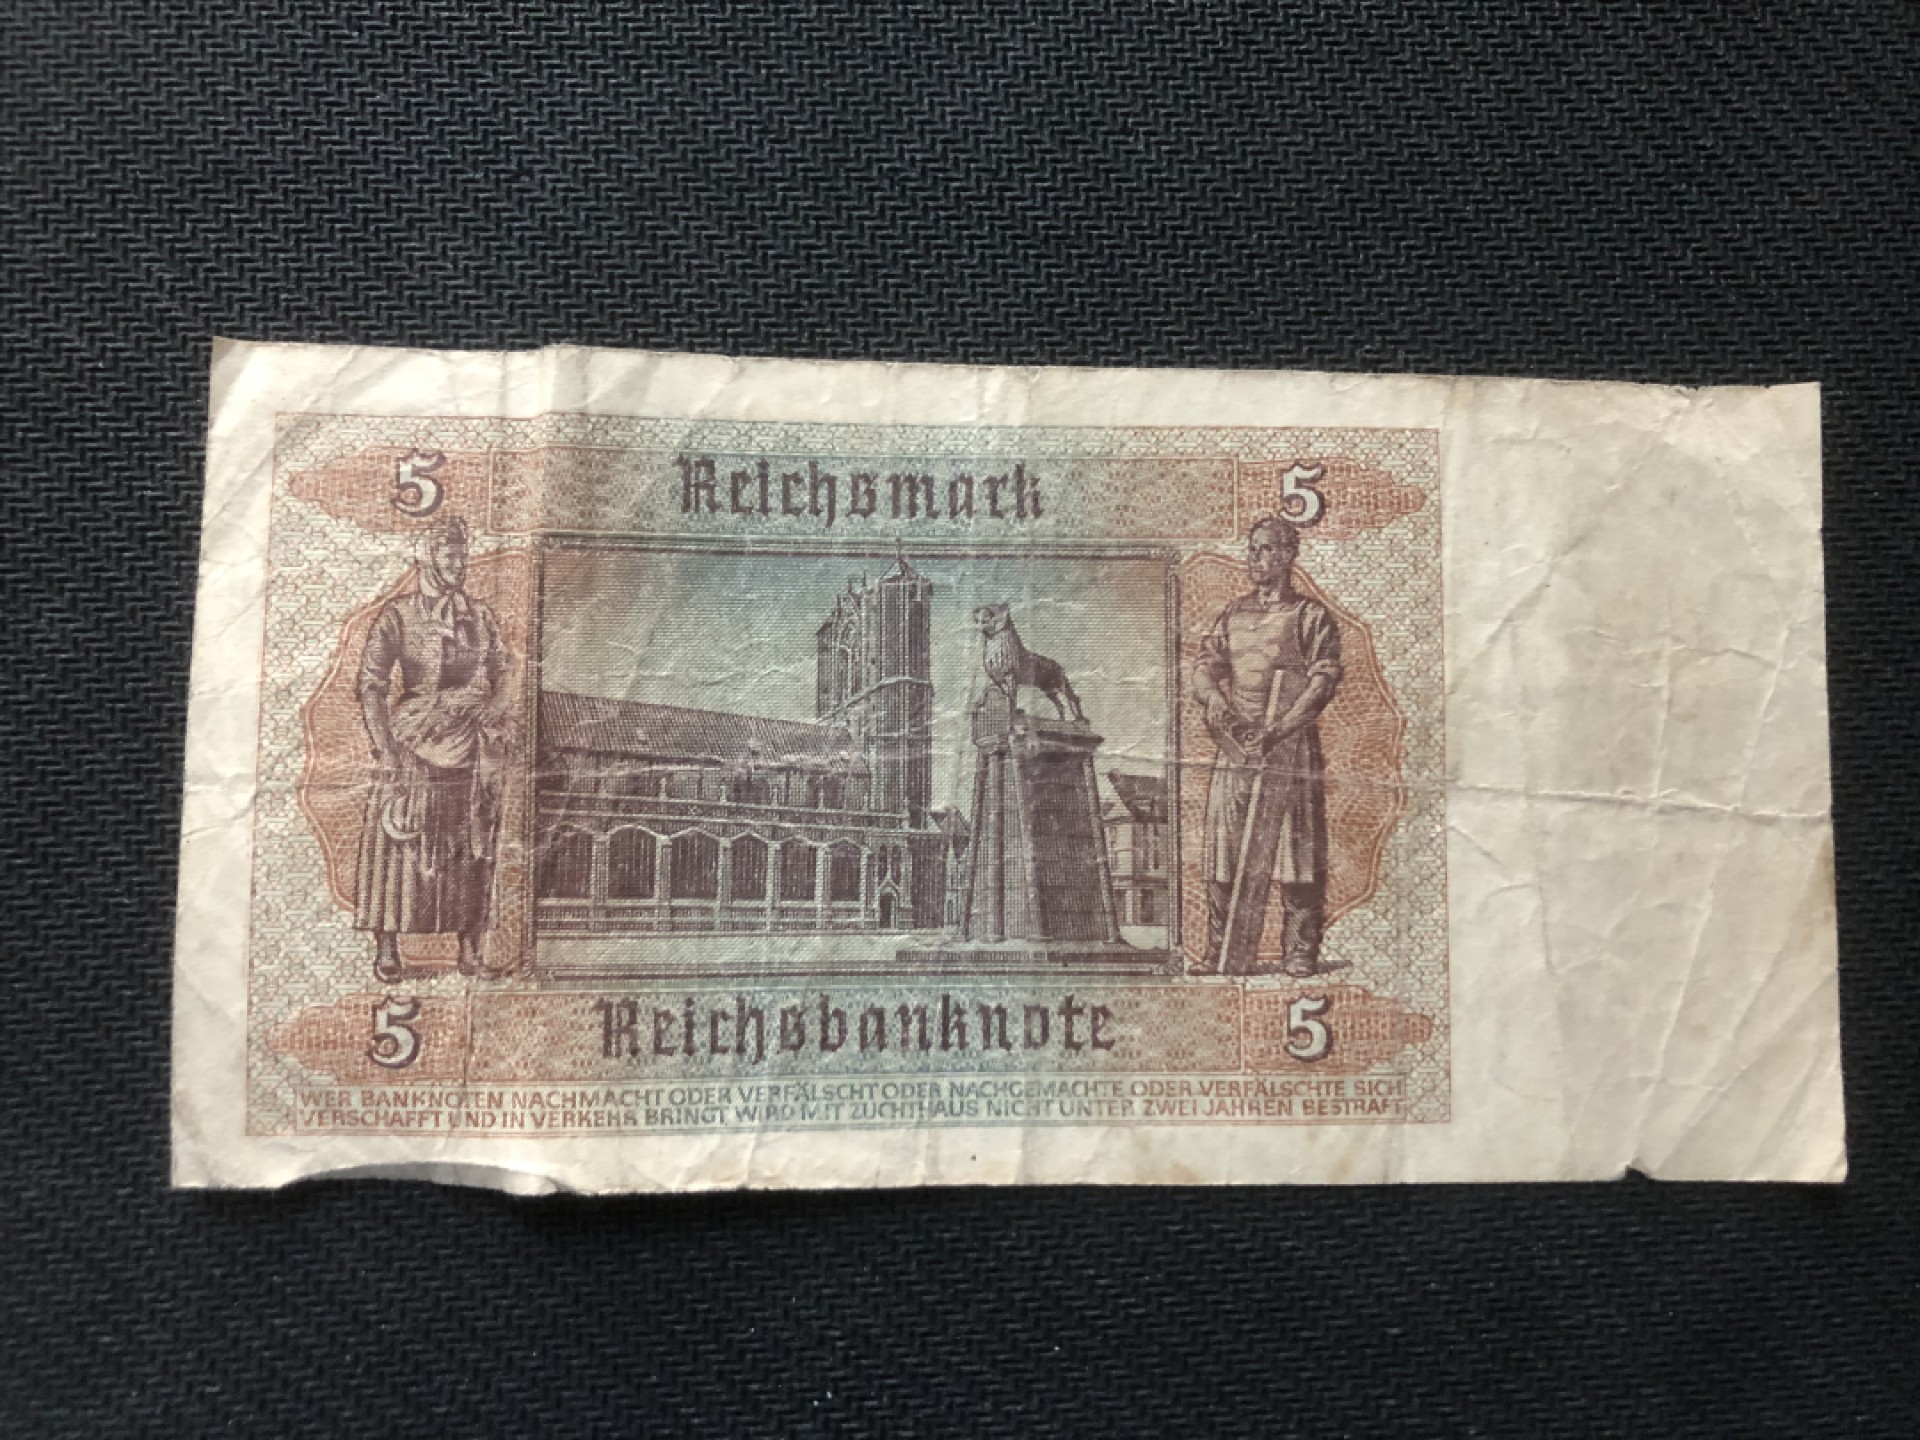 5 Reichsmark 5
5 Reichsbanknote 5
WER BANKNOTEN NACHMACHT ODER VERFÄLSCHT ODER NACHGEMACHTE ODER VERFÄLSCHTE SICH
VERSCHAFFT UND IN VERKEHR BRINGT WIRD MIT ZUCHTHAUS NICHT UNTER ZWEI JAHREN BESTRAFT